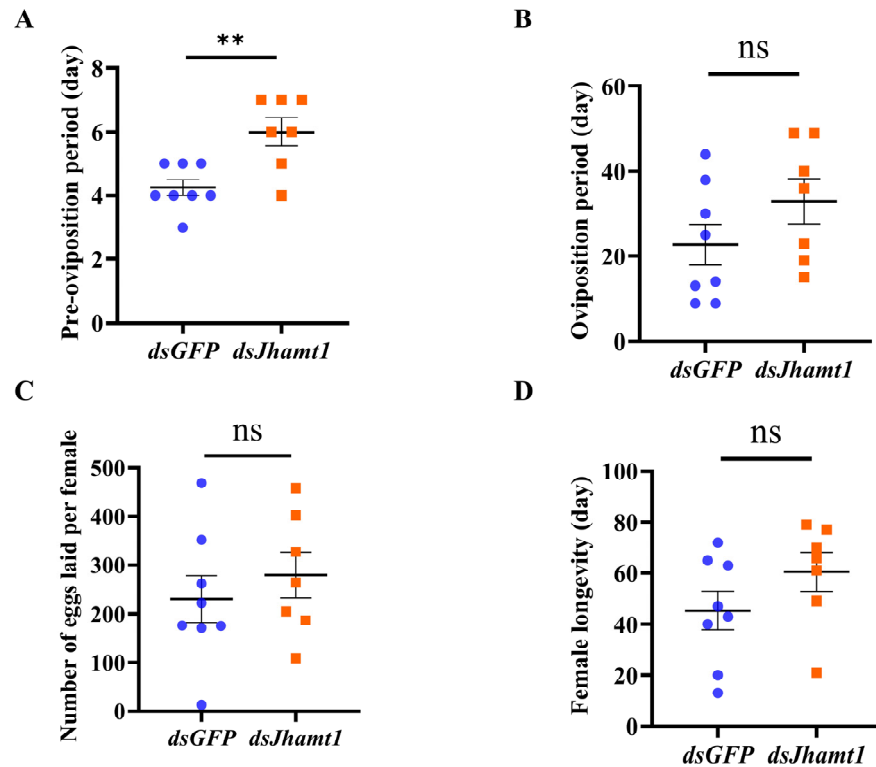 A
**
Pre-oviposition period (day)
8
6
4
2
0
dsGFP dsJhamt1
B
ns
Oviposition period (day)
60
40
20
0
dsGFP dsJhamt1
C
ns
Number of eggs laid per female
500
400
300
200
100
0
dsGFP dsJhamt1
D
ns
Female longevity (day)
100
80
60
40
20
0
dsGFP dsJhamt1